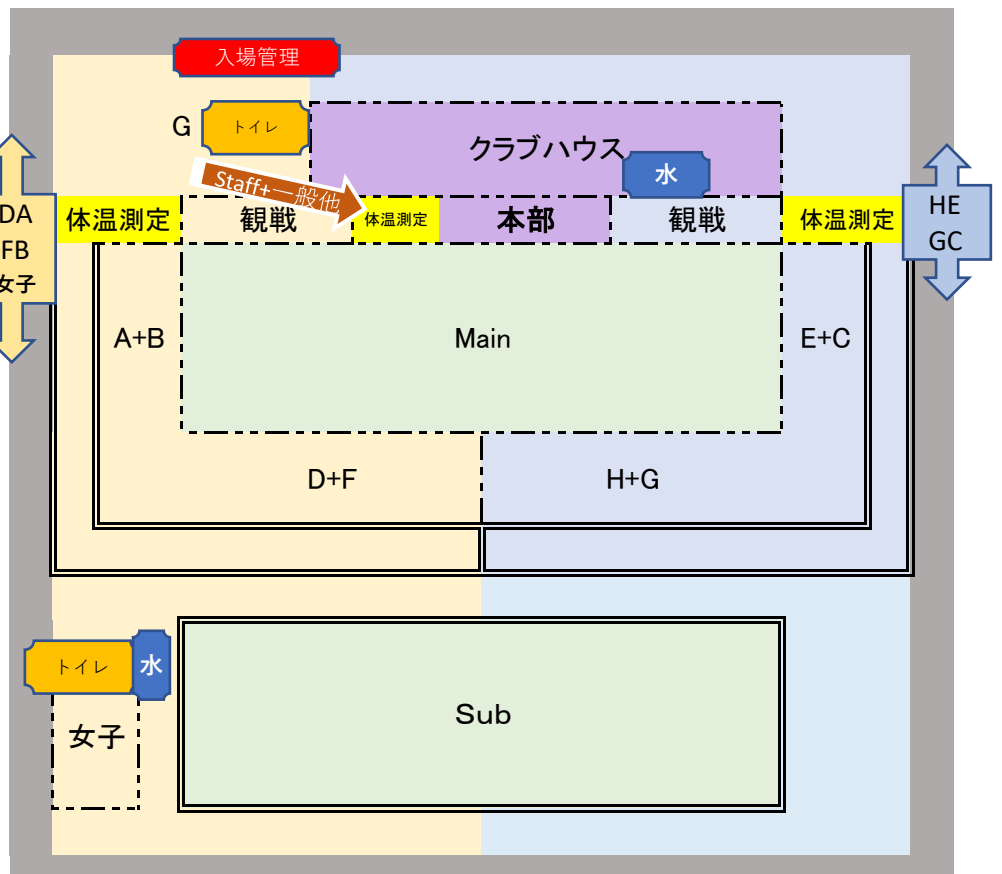 入場管理
G
トイレ
クラブハウス
水
Staff+一般他
DA
FB
女子
体温測定
観戦
体温測定
本部
観戦
体温測定
HE
GC
A+B
Main
E+C
D+F
H+G
トイレ
水
女子
Sub